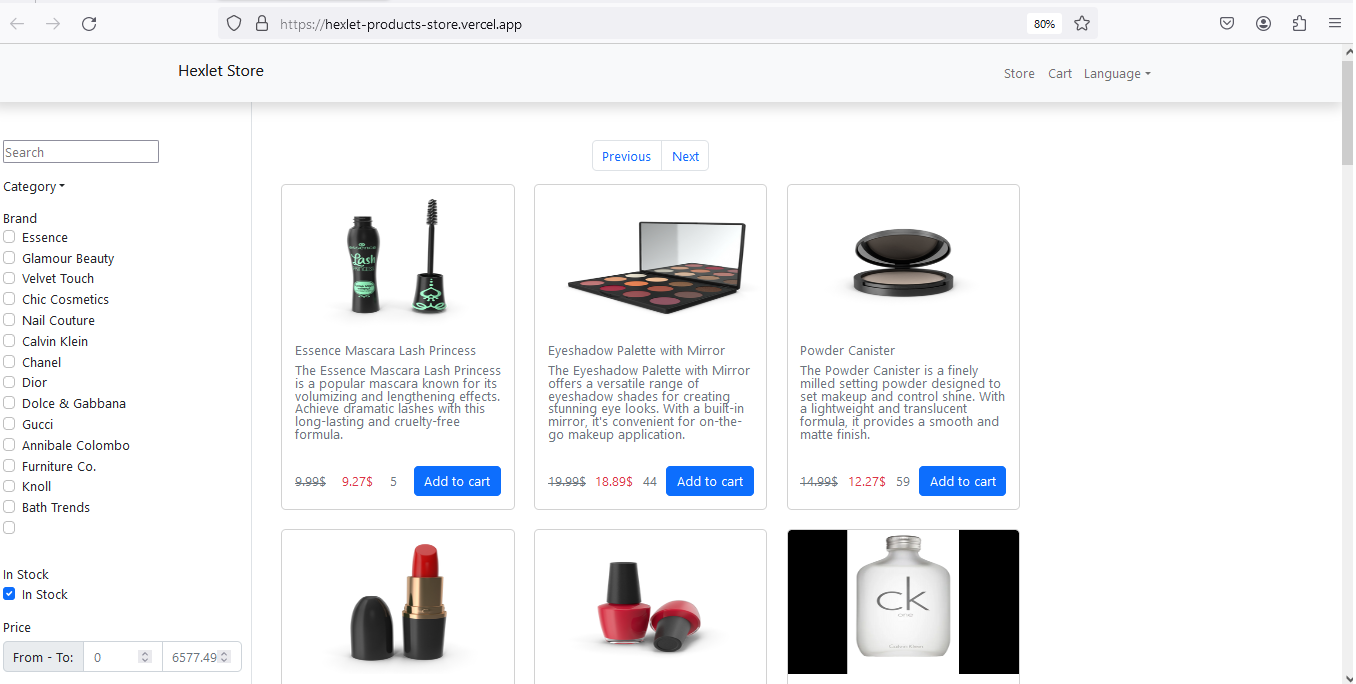 https://hexlet-products-store.vercel.app
80%
Hexlet Store
Store
Cart
Language
Search
Category
Brand
Essence
Glamour Beauty
Velvet Touch
Chic Cosmetics
Nail Couture
Calvin Klein
Chanel
Dior
Dolce & Gabbana
Gucci
Annibale Colombo
Furniture Co.
Knoll
Bath Trends
In Stock
In Stock
Price
From - To:
0
6577.49
Previous
Next
Lash
Essence Mascara Lash Princess
The Essence Mascara Lash Princess
is a popular mascara known for its
volumizing and lengthening effects.
Achieve dramatic lashes with this
long-lasting and cruelty-free
formula.
9.99$ 9.27$ 5 Add to cart
Eyeshadow Palette with Mirror
The Eyeshadow Palette with Mirror
offers a versatile range of
eyeshadow shades for creating
stunning eye looks. With a built-in
mirror, it's convenient for on-the-
go makeup application.
19.99$ 18.89$ 44 Add to cart
Powder Canister
The Powder Canister is a finely
milled setting powder designed to
set makeup and control shine. With
a lightweight and translucent
formula, it provides a smooth and
matte finish.
14.99$ 12.27$ 59 Add to cart
ck
one
Calvin Klein